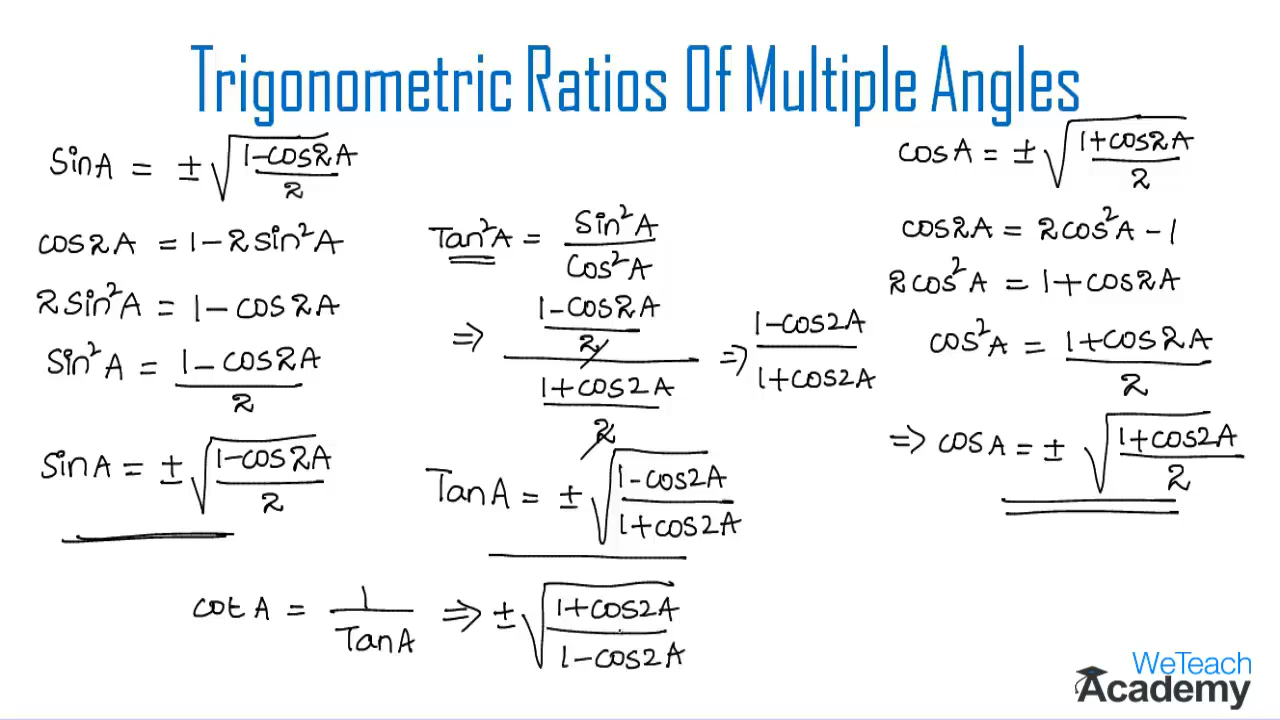 Trigonometric Ratios Of Multiple Angles
SinA = ±√((1-cos2A)/2)
cos2A = 1-2sin²A
2sin²A = 1-cos2A
Sin²A = (1-cos2A)/2
SinA = ±√((1-cos2A)/2)
Tan²A = Sin²A/Cos²A
⇒ ((1-cos2A)/2)/((1+cos2A)/2) ⇒ (1-cos2A)/(1+cos2A)
TanA = ±√((1-cos2A)/(1+cos2A))
cotA = 1/TanA ⇒ ±√((1+cos2A)/(1-cos2A))
cosA = ±√((1+cos2A)/2)
cos2A = 2cos²A-1
2cos²A = 1+cos2A
cos²A = (1+cos2A)/2
⇒ cosA = ±√((1+cos2A)/2)
WeTeach
Academy